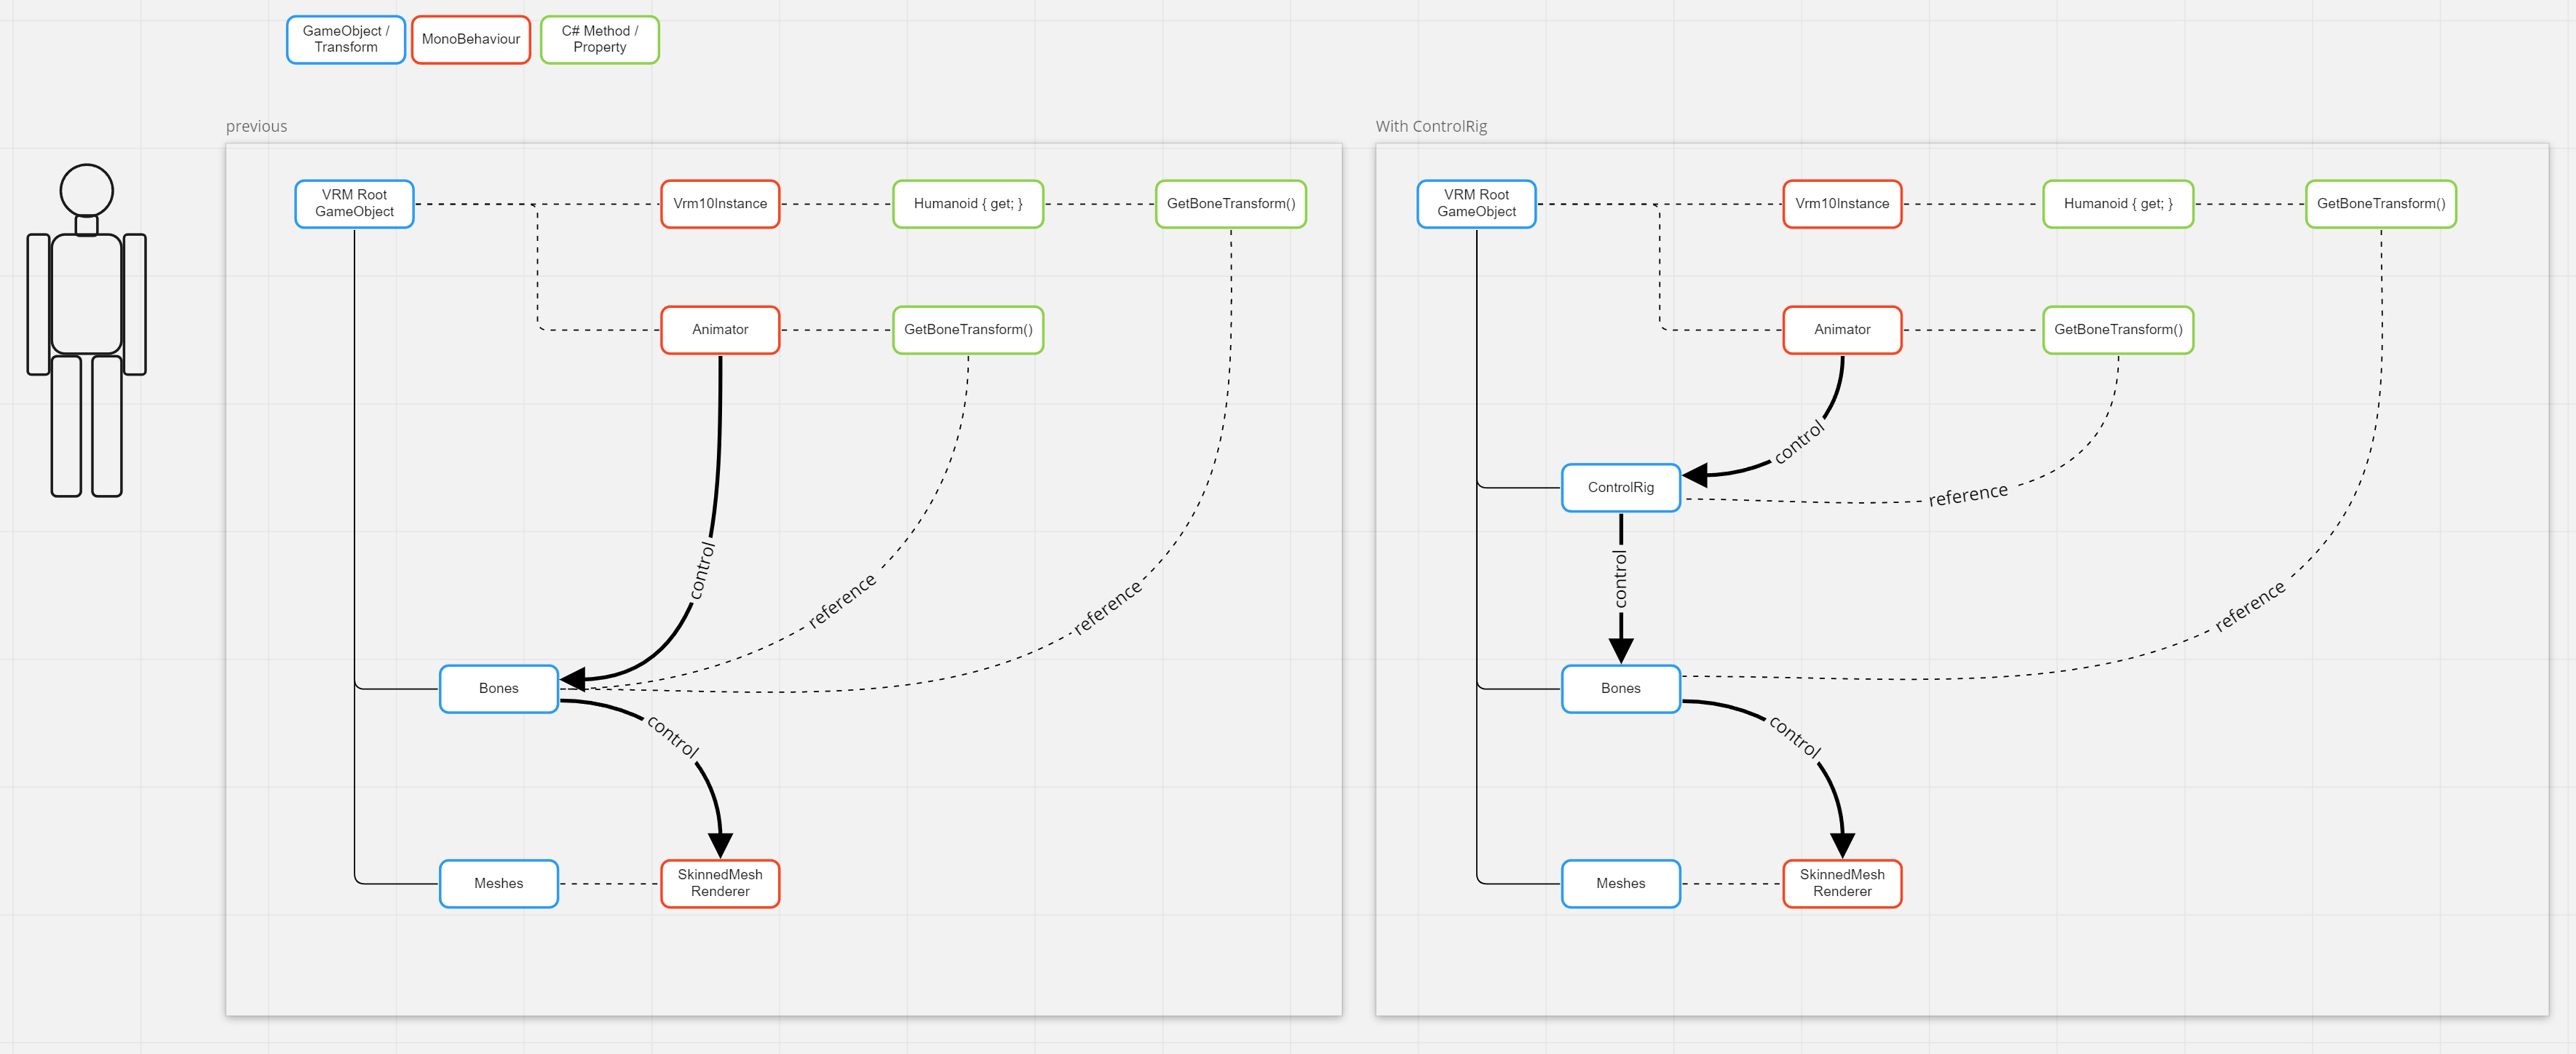 GameObject /
Transform
MonoBehaviour
C# Method /
Property
previous
VRM Root
GameObject
Vrm10Instance
Humanoid { get; }
GetBoneTransform()
Animator
GetBoneTransform()
control
reference
reference
Bones
control
Meshes
SkinnedMesh
Renderer
With ControlRig
VRM Root
GameObject
Vrm10Instance
Humanoid { get; }
GetBoneTransform()
Animator
GetBoneTransform()
control
ControlRig
reference
control
reference
Bones
control
Meshes
SkinnedMesh
Renderer